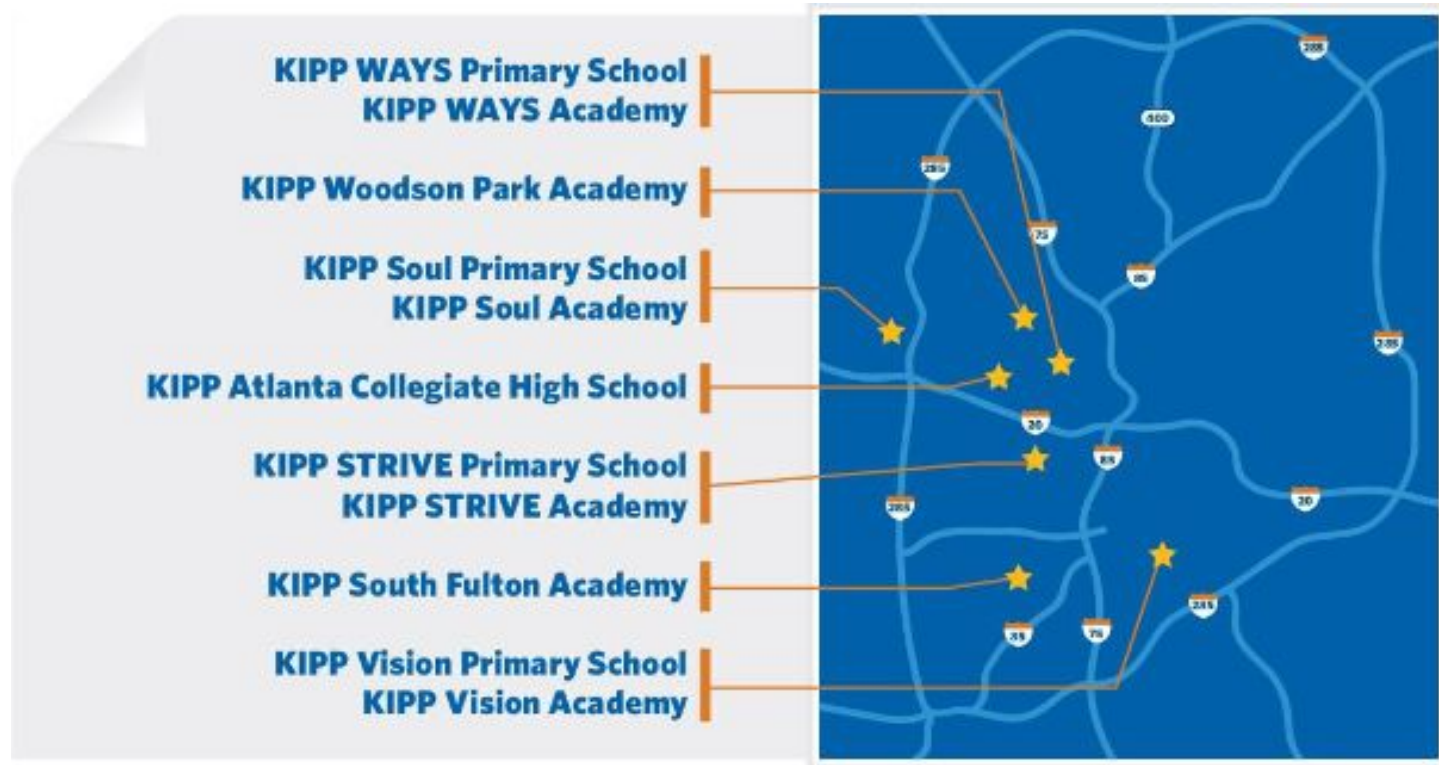 KIPP WAYS Primary School
KIPP WAYS Academy
KIPP Woodson Park Academy
KIPP Soul Primary School
KIPP Soul Academy
KIPP Atlanta Collegiate High School
KIPP STRIVE Primary School
KIPP STRIVE Academy
KIPP South Fulton Academy
KIPP Vision Primary School
KIPP Vision Academy
285
400
285
75
85
285
20
85
20
285
285
85
75